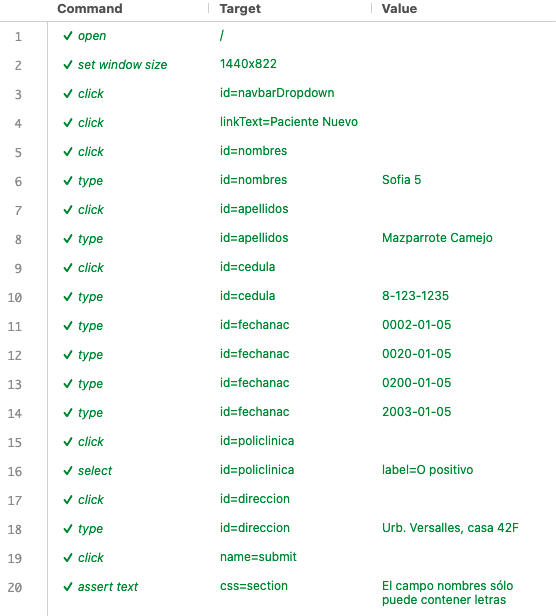 Command Target Value
1 ✓ open /
2 ✓ set window size 1440x822
3 ✓ click id=navbarDropdown
4 ✓ click linkText=Paciente Nuevo
5 ✓ click id=nombres
6 ✓ type id=nombres Sofia 5
7 ✓ click id=apellidos
8 ✓ type id=apellidos Mazparrote Camejo
9 ✓ click id=cedula
10 ✓ type id=cedula 8-123-1235
11 ✓ type id=fechanac 0002-01-05
12 ✓ type id=fechanac 0020-01-05
13 ✓ type id=fechanac 0200-01-05
14 ✓ type id=fechanac 2003-01-05
15 ✓ click id=policlinica
16 ✓ select id=policlinica label=O positivo
17 ✓ click id=direccion
18 ✓ type id=direccion Urb. Versalles, casa 42F
19 ✓ click name=submit
20 ✓ assert text css=section El campo nombres sólo
puede contener letras